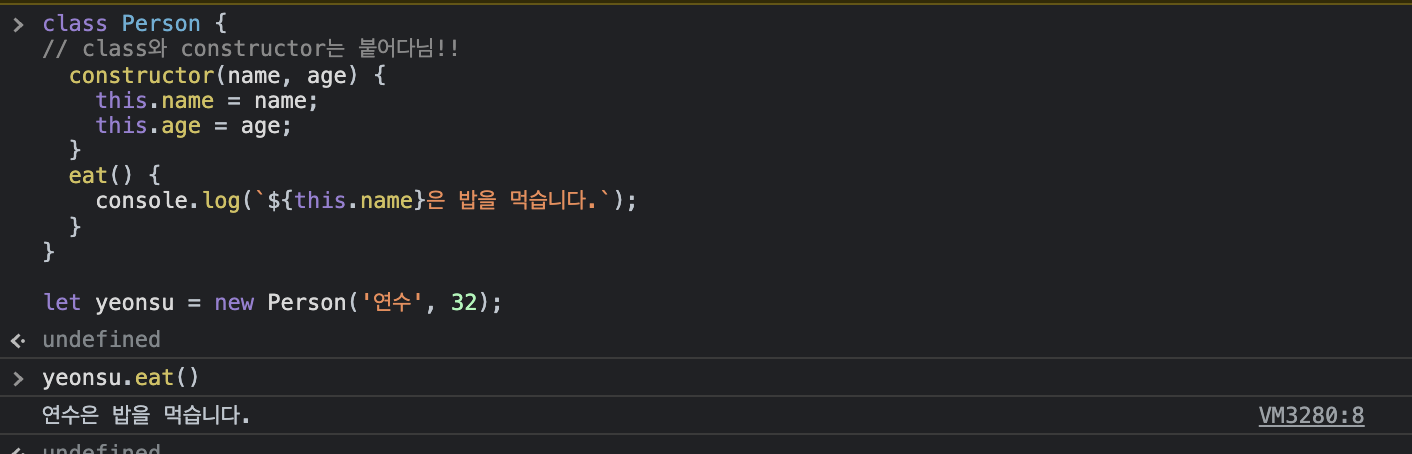 > class Person {
// class와 constructor는 붙어다님!!
  constructor(name, age) {
    this.name = name;
    this.age = age;
  }
  eat() {
    console.log(`${this.name}은 밥을 먹습니다.`);
  }
}
let yeonsu = new Person('연수', 32);
undefined
> yeonsu.eat()
연수은 밥을 먹습니다. VM3280:8
undefined